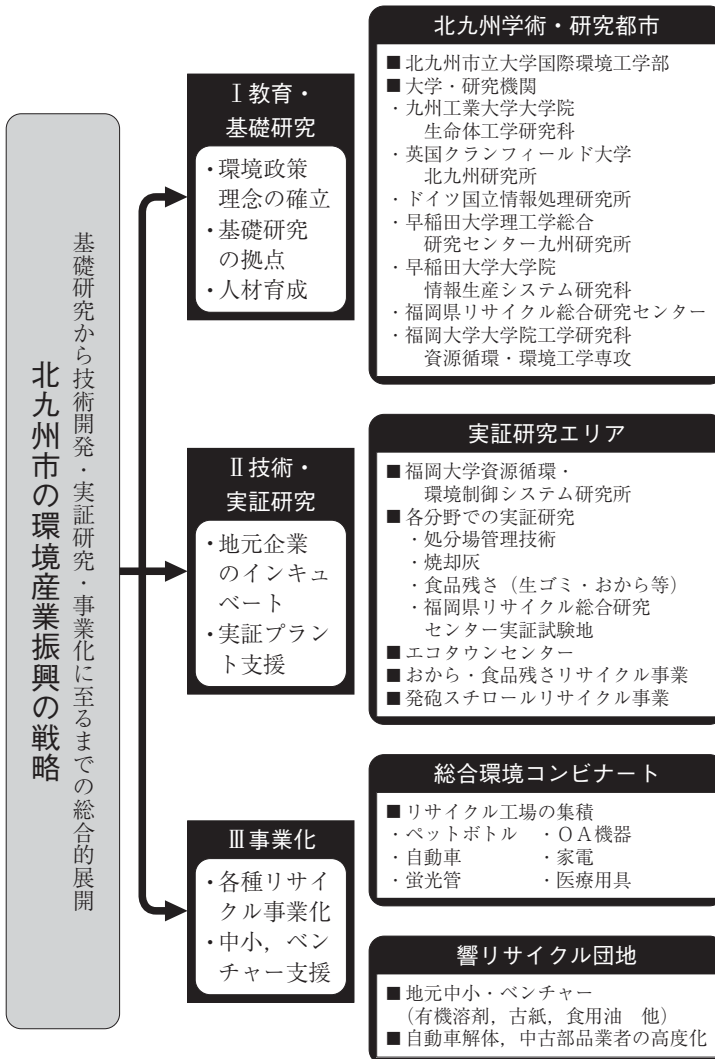 北九州市の環境産業振興の戦略
基礎研究から技術開発・実証研究・事業化に至るまでの総合的展開
Ⅰ教育・
基礎研究
・環境政策
理念の確立
・基礎研究
の拠点
・人材育成
北九州学術・研究都市
■北九州市立大学国際環境工学部
■大学・研究機関
・九州工業大学大学院
生命体工学研究科
・英国クランフィールド大学
北九州研究所
・ドイツ国立情報処理研究所
・早稲田大学理工学総合
研究センター九州研究所
・早稲田大学大学院
情報生産システム研究科
・福岡県リサイクル総合研究センター
・福岡大学大学院工学研究科
資源循環・環境工学専攻
Ⅱ技術・
実証研究
・地元企業
のインキュ
ベート
・実証プラン
ト支援
実証研究エリア
■福岡大学資源循環・
環境制御システム研究所
■各分野での実証研究
・処分場管理技術
・焼却灰
・食品残さ（生ゴミ・おから等）
・福岡県リサイクル総合研究
センター実証試験地
■エコタウンセンター
■おから・食品残さリサイクル事業
■発砲スチロールリサイクル事業
Ⅲ事業化
・各種リサイ
クル事業化
・中小，ベン
チャー支援
総合環境コンビナート
■リサイクル工場の集積
・ペットボトル ・ＯＡ機器
・自動車 ・家電
・蛍光管 ・医療用具
響リサイクル団地
■地元中小・ベンチャー
（有機溶剤，古紙，食用油　他）
■自動車解体，中古部品業者の高度化